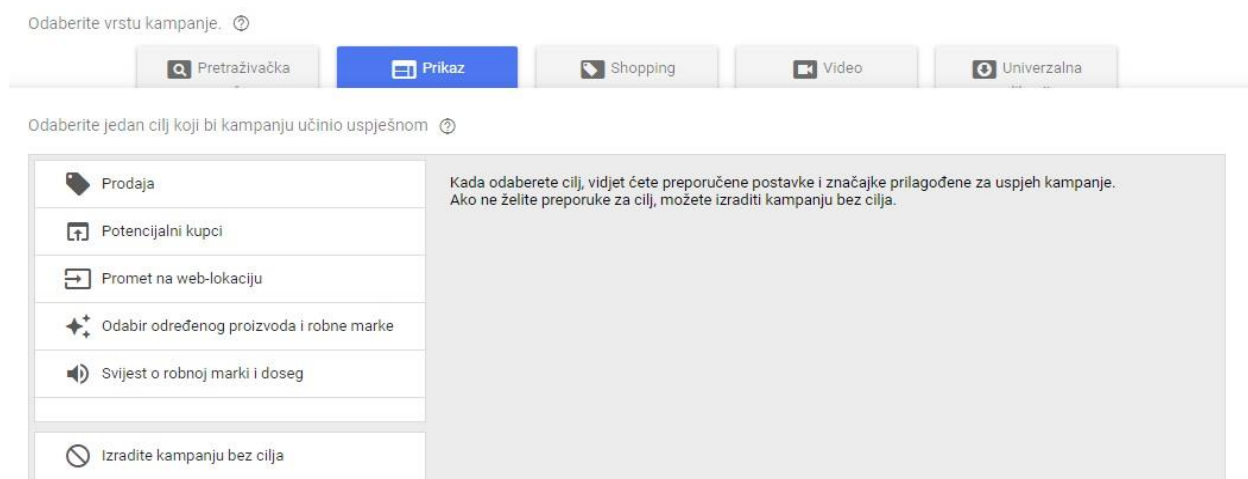 Odaberite vrstu kampanje.
Pretraživačka
Prikaz
Shopping
Video
Univerzalna
Odaberite jedan cilj koji bi kampanju učinio uspješnom
Prodaja
Kada odaberete cilj, vidjet ćete preporučene postavke i značajke prilagođene za uspjeh kampanje.
Ako ne želite preporuke za cilj, možete izraditi kampanju bez cilja.
Potencijalni kupci
Promet na web-lokaciju
Odabir određenog proizvoda i robne marke
Svijest o robnoj marki i doseg
Izradite kampanju bez cilja